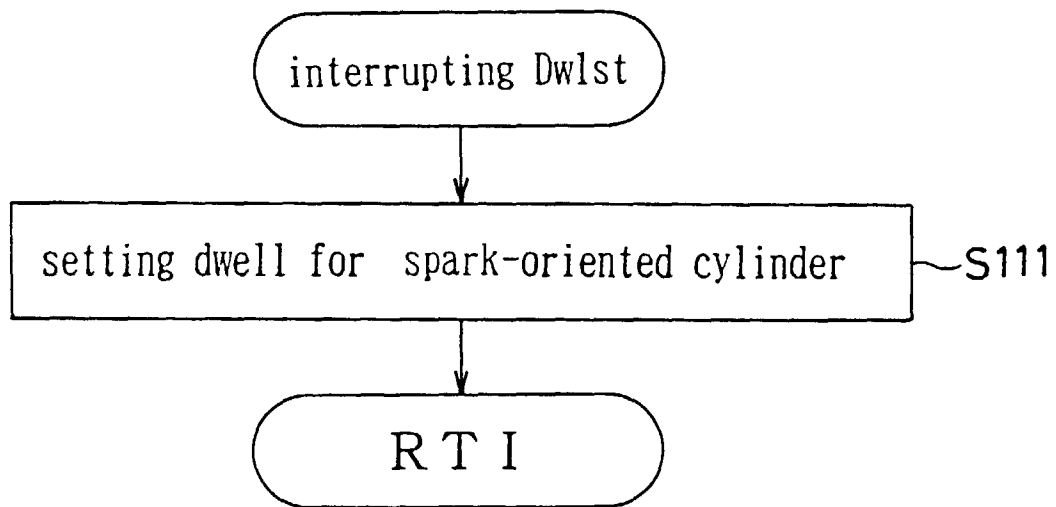 interrupting Dwlst
setting dwell for spark-oriented cylinder
S111
RTI